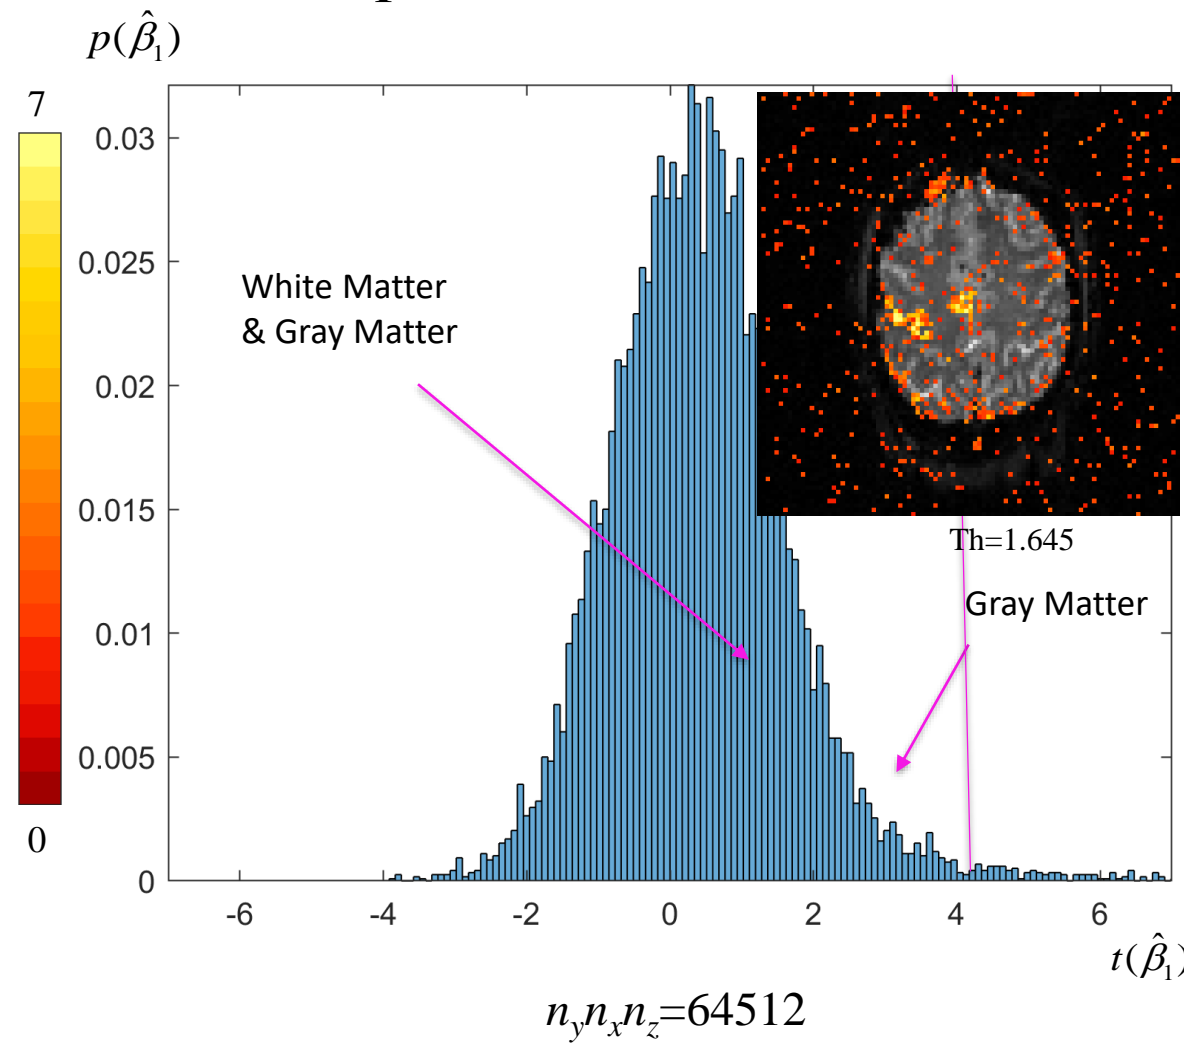 p(β̂₁)
7
0
0.03
0.025
0.02
0.015
0.01
0.005
0
White Matter
& Gray Matter
Th=1.645
Gray Matter
-6 -4 -2 0 2 4 6
t(β̂₁)
nᵧnₓn_z=64512